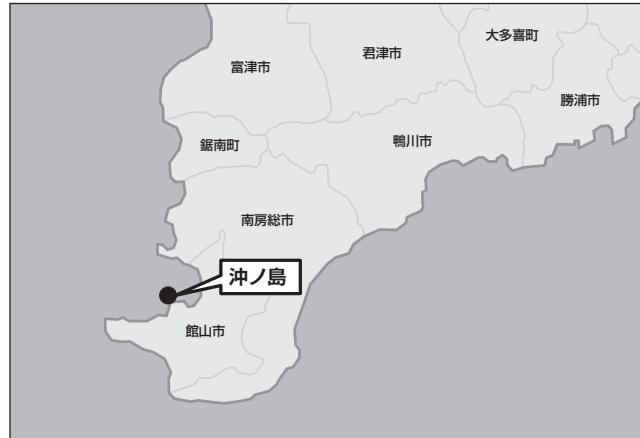 大多喜町
君津市
富津市
勝浦市
鴨川市
鋸南町
南房総市
沖ノ島
館山市